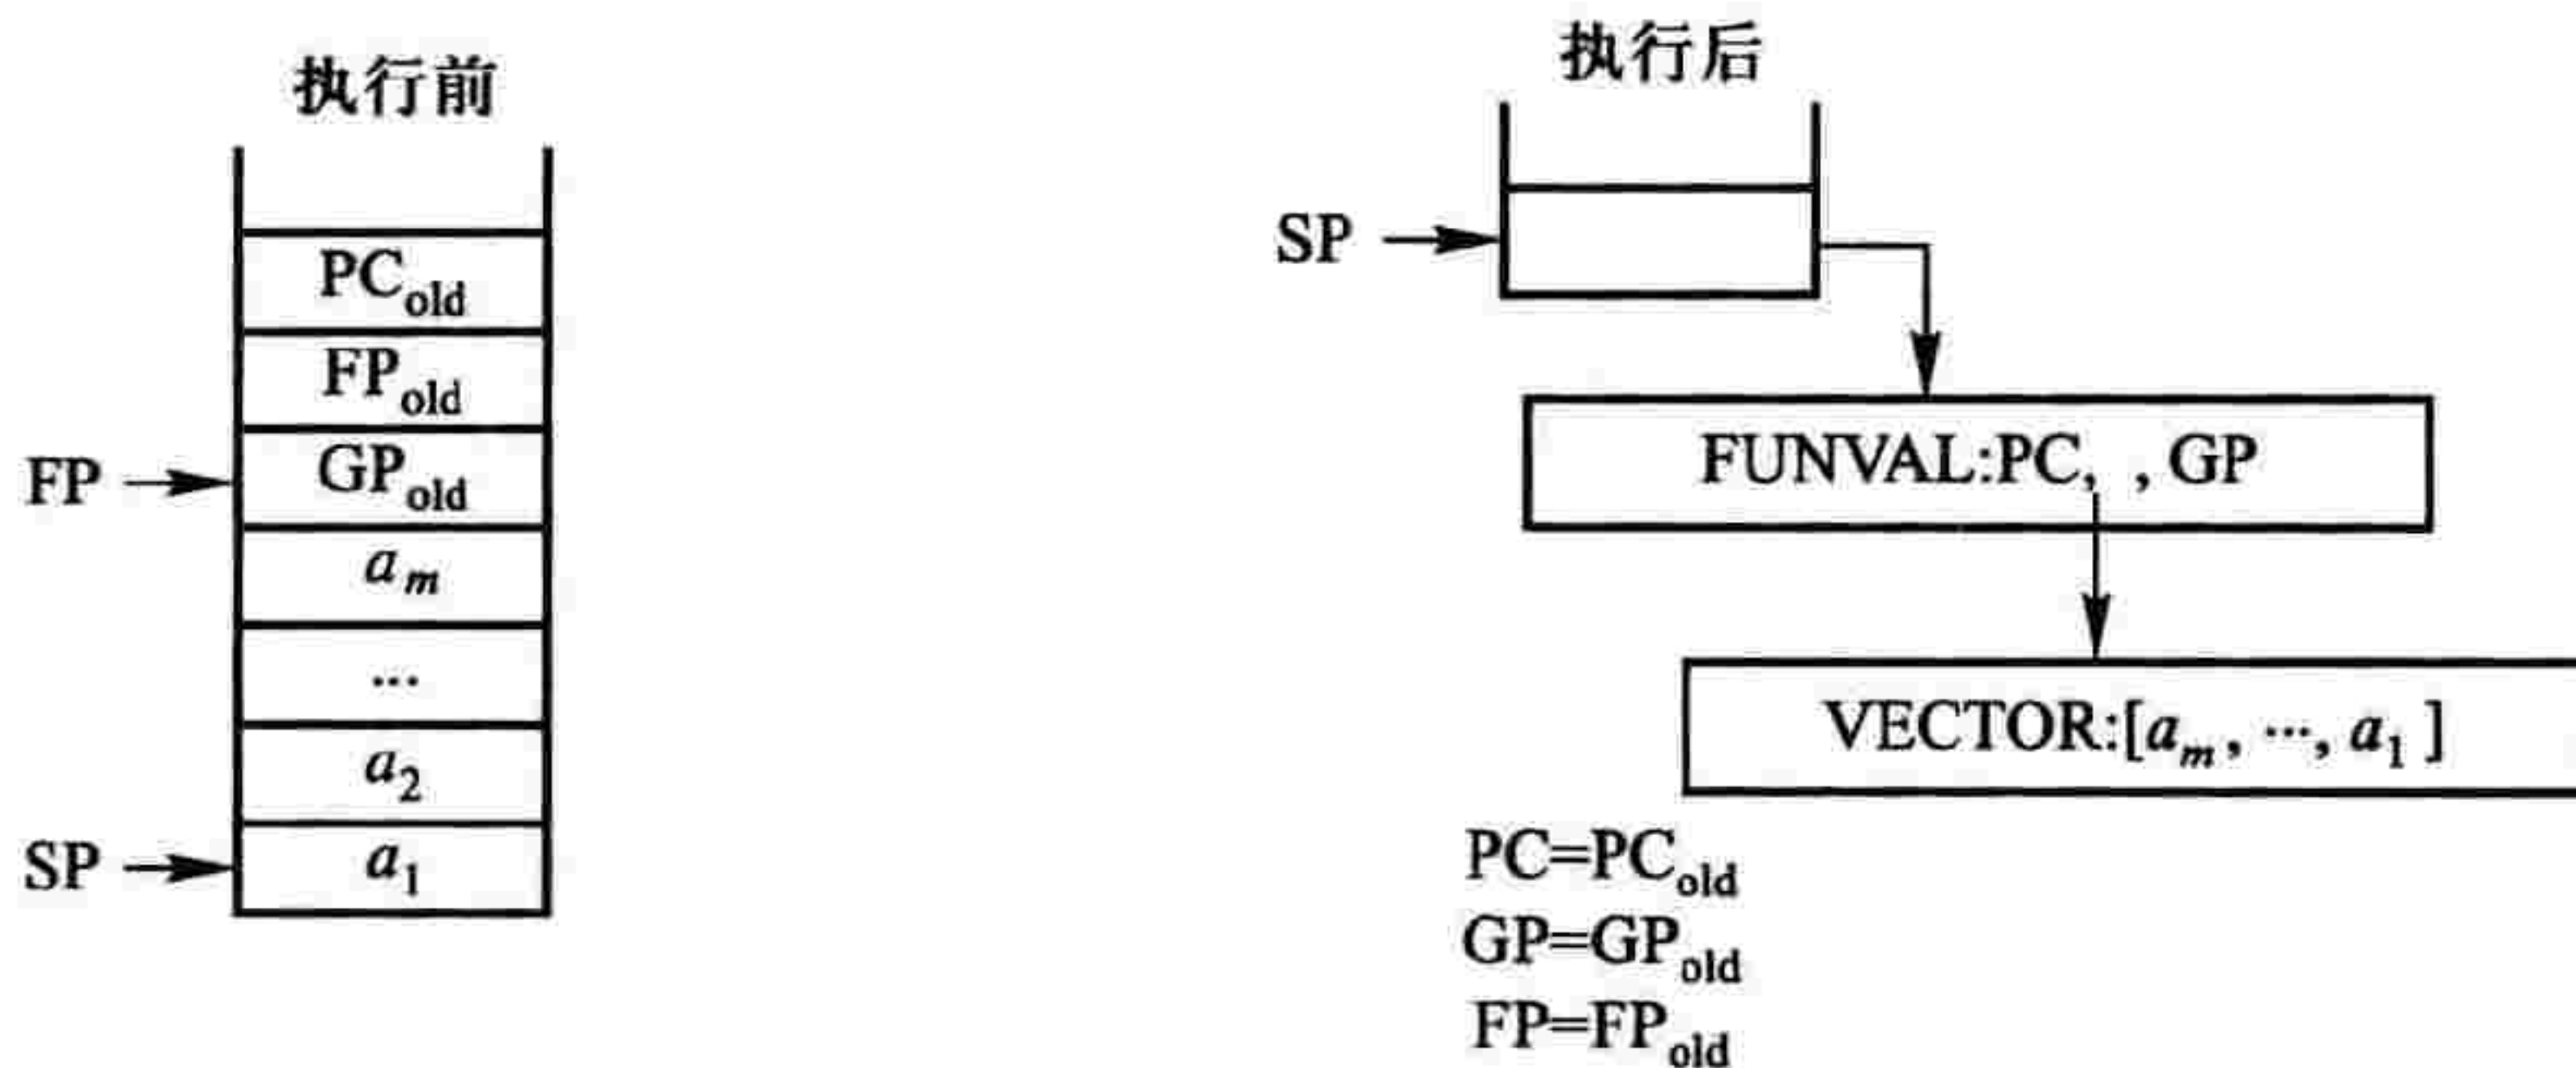 执行前
PC_old
FP_old
FP
GP_old
a_m
...
a_2
SP
a_1
执行后
SP
FUNVAL:PC, , GP
VECTOR:[a_m, ..., a_1 ]
PC=PC_old
GP=GP_old
FP=FP_old